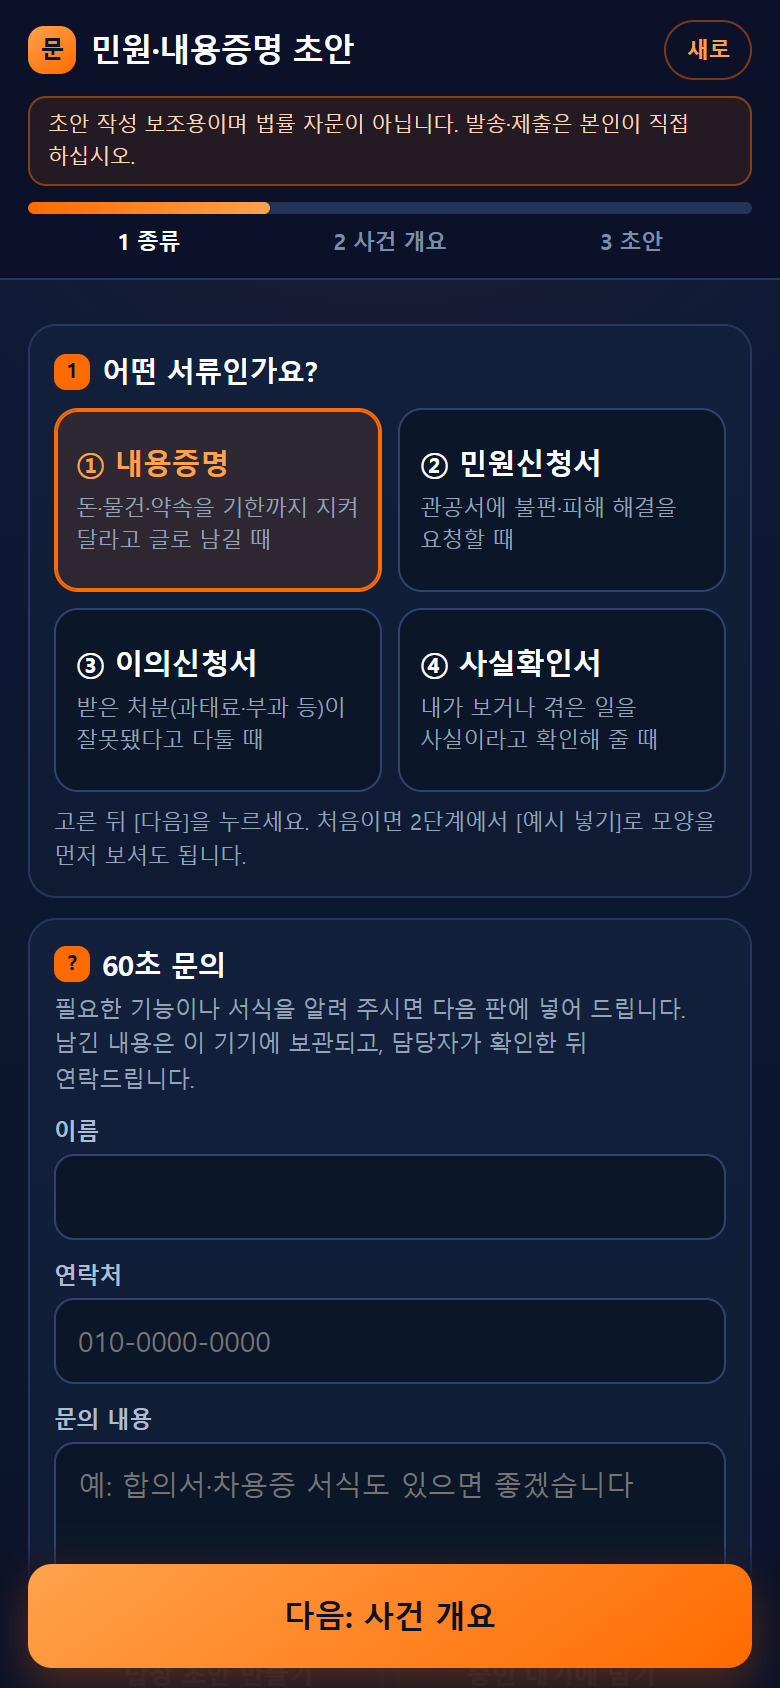 문 민원·내용증명 초안 새로
초안 작성 보조용이며 법률 자문이 아닙니다. 발송·제출은 본인이 직접
하십시오.
1 종류 2 사건 개요 3 초안
1 어떤 서류인가요?
① 내용증명
돈·물건·약속을 기한까지 지켜
달라고 글로 남길 때
② 민원신청서
관공서에 불편·피해 해결을
요청할 때
③ 이의신청서
받은 처분(과태료·부과 등)이
잘못됐다고 다툴 때
④ 사실확인서
내가 보거나 겪은 일을
사실이라고 확인해 줄 때
고른 뒤 [다음]을 누르세요. 처음이면 2단계에서 [예시 넣기]로 모양을
먼저 보셔도 됩니다.
? 60초 문의
필요한 기능이나 서식을 알려 주시면 다음 판에 넣어 드립니다.
남긴 내용은 이 기기에 보관되고, 담당자가 확인한 뒤
연락드립니다.
이름
연락처
010-0000-0000
문의 내용
예: 합의서·차용증 서식도 있으면 좋겠습니다
다음: 사건 개요